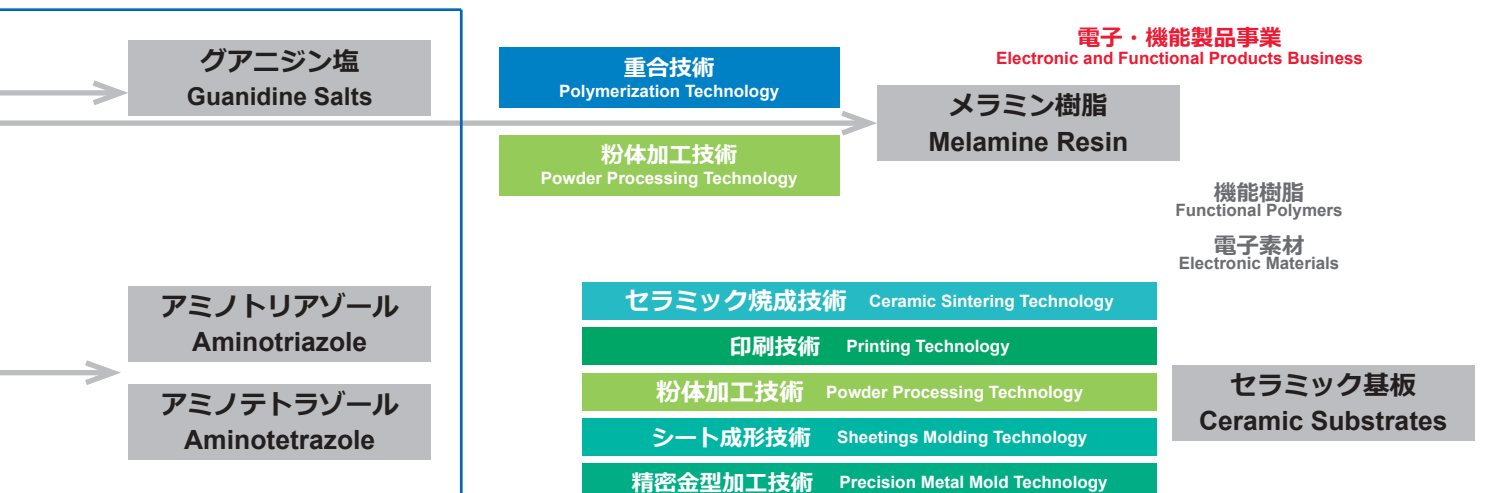 グアニジン塩
Guanidine Salts
重合技術
Polymerization Technology
粉体加工技術
Powder Processing Technology
電子・機能製品事業
Electronic and Functional Products Business
メラミン樹脂
Melamine Resin
機能樹脂
Functional Polymers
電子素材
Electronic Materials
アミノトリアゾール
Aminotriazole
アミノテトラゾール
Aminotetrazole
セラミック焼成技術 Ceramic Sintering Technology
印刷技術 Printing Technology
粉体加工技術 Powder Processing Technology
シート成形技術 Sheetings Molding Technology
精密金型加工技術 Precision Metal Mold Technology
セラミック基板
Ceramic Substrates